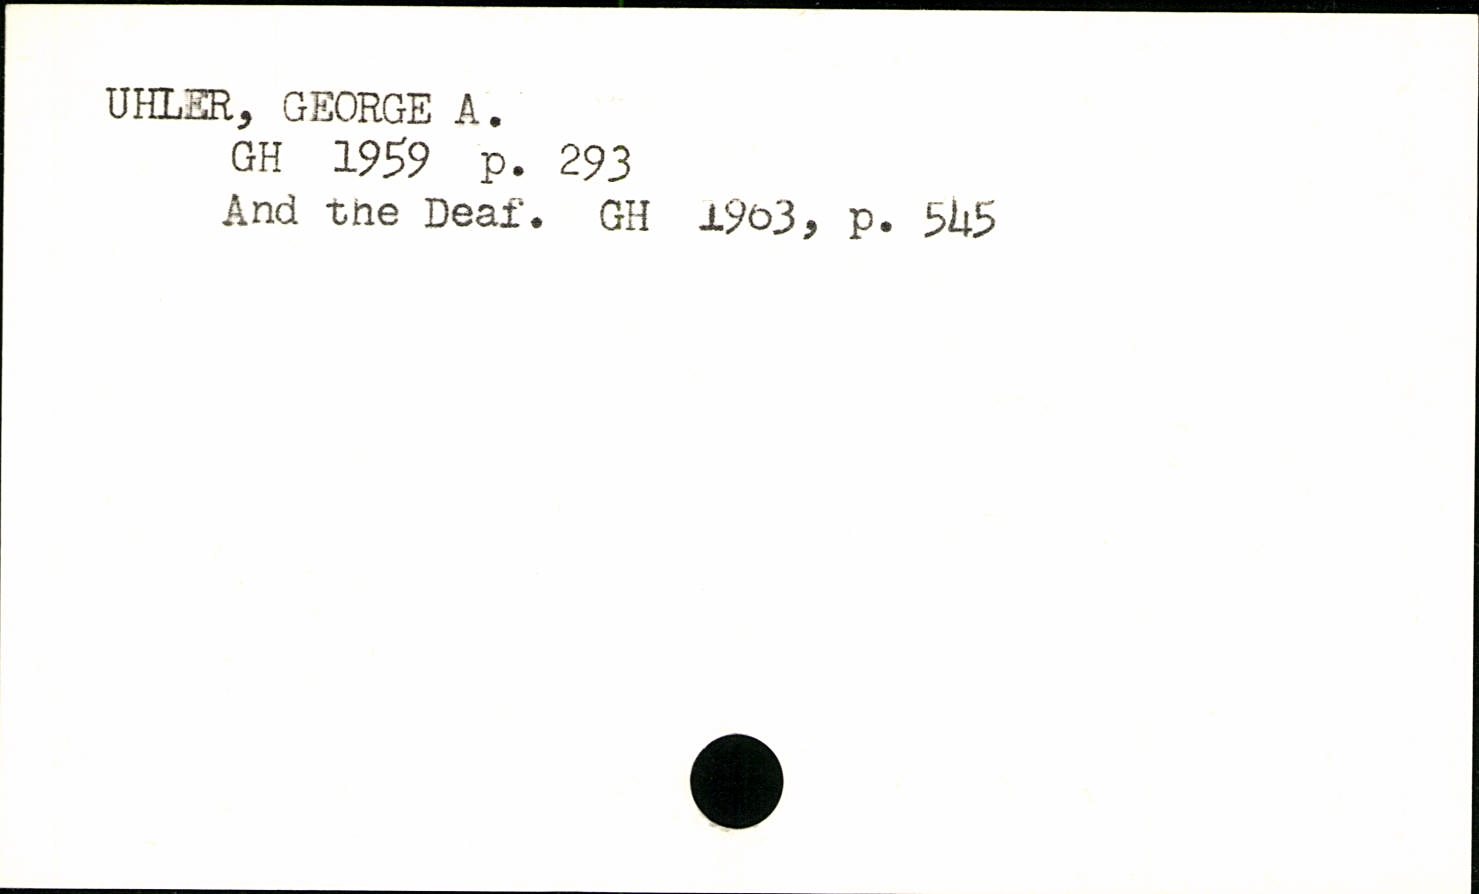 UHLER, GEORGE A.
GH 1959 p. 293
And the Deaf. GH 1963, p. 545